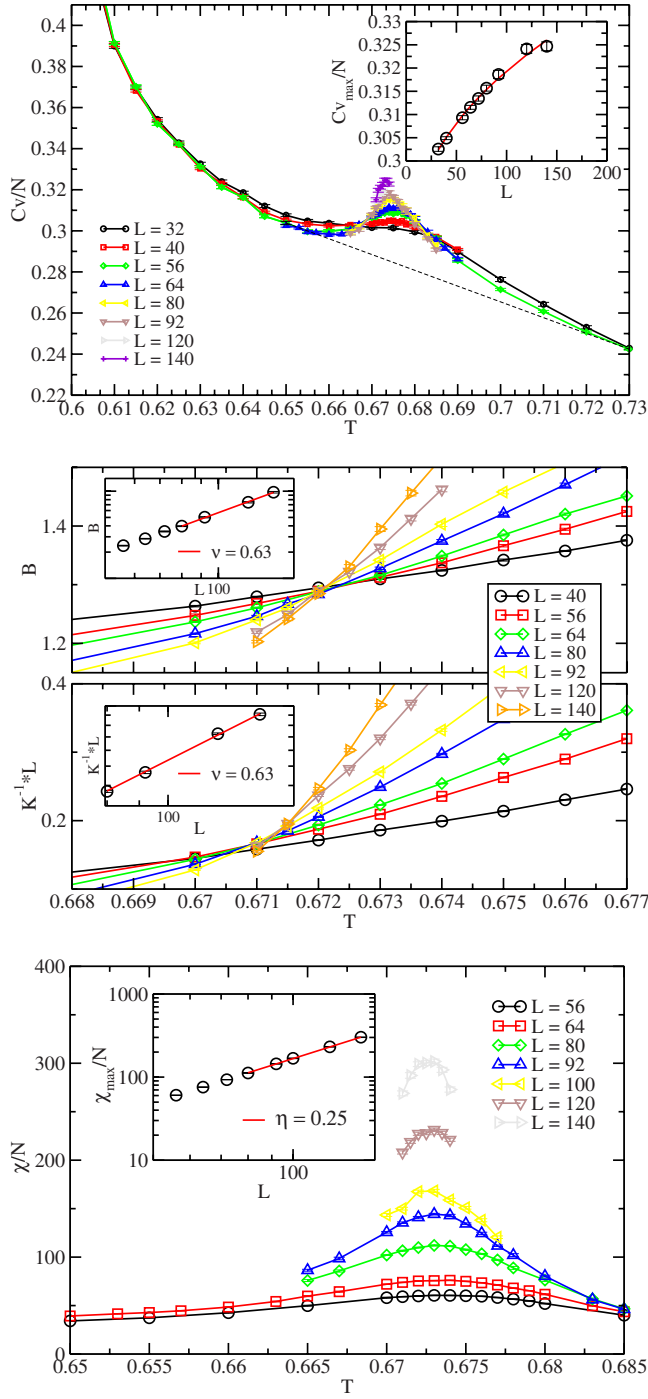 0.4
0.38
0.36
0.34
0.32
0.3
0.28
0.26
0.24
0.22
Cv/N
0.6 0.61 0.62 0.63 0.64 0.65 0.66 0.67 0.68 0.69 0.7 0.71 0.72 0.73
T
L = 32
L = 40
L = 56
L = 64
L = 80
L = 92
L = 120
L = 140
0.325
0.32
0.315
0.31
0.305
0.3
Cv_max/N
0 50 100 150 200
L
1.4
1.2
B
B
L 100
ν = 0.63
L = 40
L = 56
L = 64
L = 80
L = 92
L = 120
L = 140
0.4
0.2
K⁻¹*L
K⁻¹*L
100
L
ν = 0.63
0.668 0.669 0.67 0.671 0.672 0.673 0.674 0.675 0.676 0.677
T
400
300
200
100
0
χ/N
1000
100
10
χ_max/N
100
L
η = 0.25
L = 56
L = 64
L = 80
L = 92
L = 100
L = 120
L = 140
0.65 0.655 0.66 0.665 0.67 0.675 0.68 0.685
T